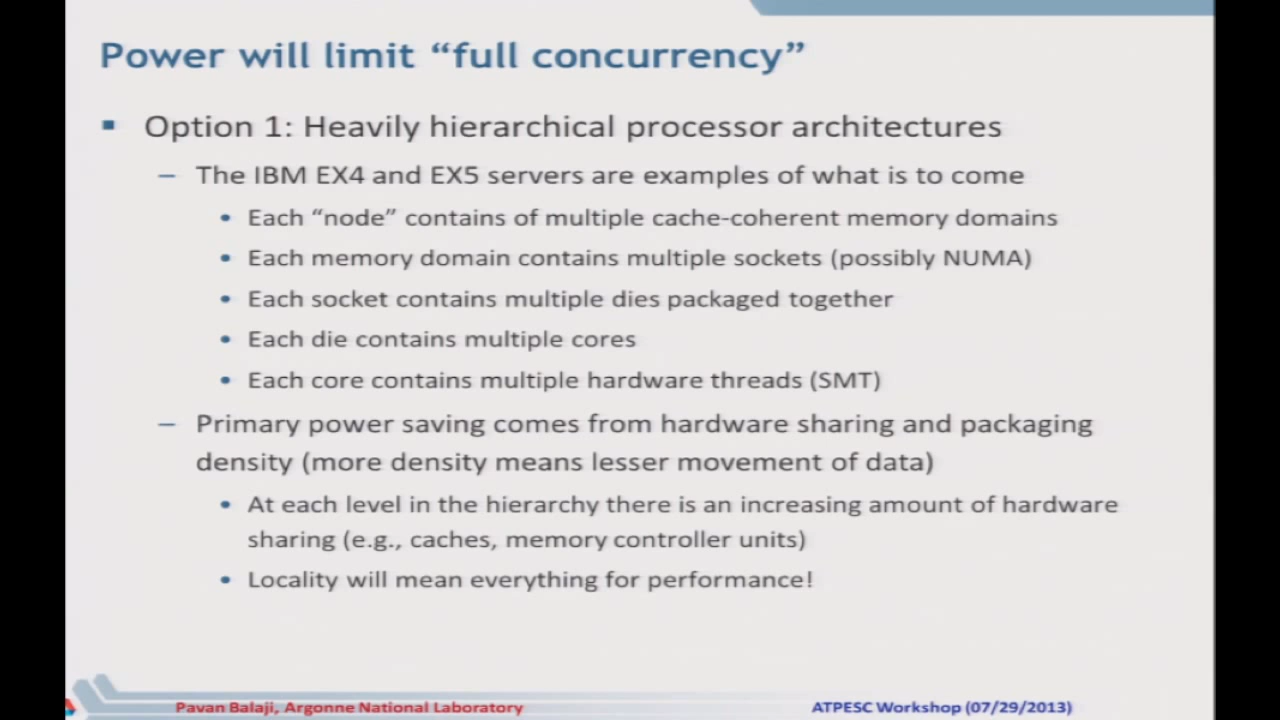 Power will limit “full concurrency”
Option 1: Heavily hierarchical processor architectures
– The IBM EX4 and EX5 servers are examples of what is to come
• Each “node” contains of multiple cache-coherent memory domains
• Each memory domain contains multiple sockets (possibly NUMA)
• Each socket contains multiple dies packaged together
• Each die contains multiple cores
• Each core contains multiple hardware threads (SMT)
– Primary power saving comes from hardware sharing and packaging
density (more density means lesser movement of data)
• At each level in the hierarchy there is an increasing amount of hardware
sharing (e.g., caches, memory controller units)
• Locality will mean everything for performance!
Pavan Balaji, Argonne National Laboratory
ATPESC Workshop (07/29/2013)